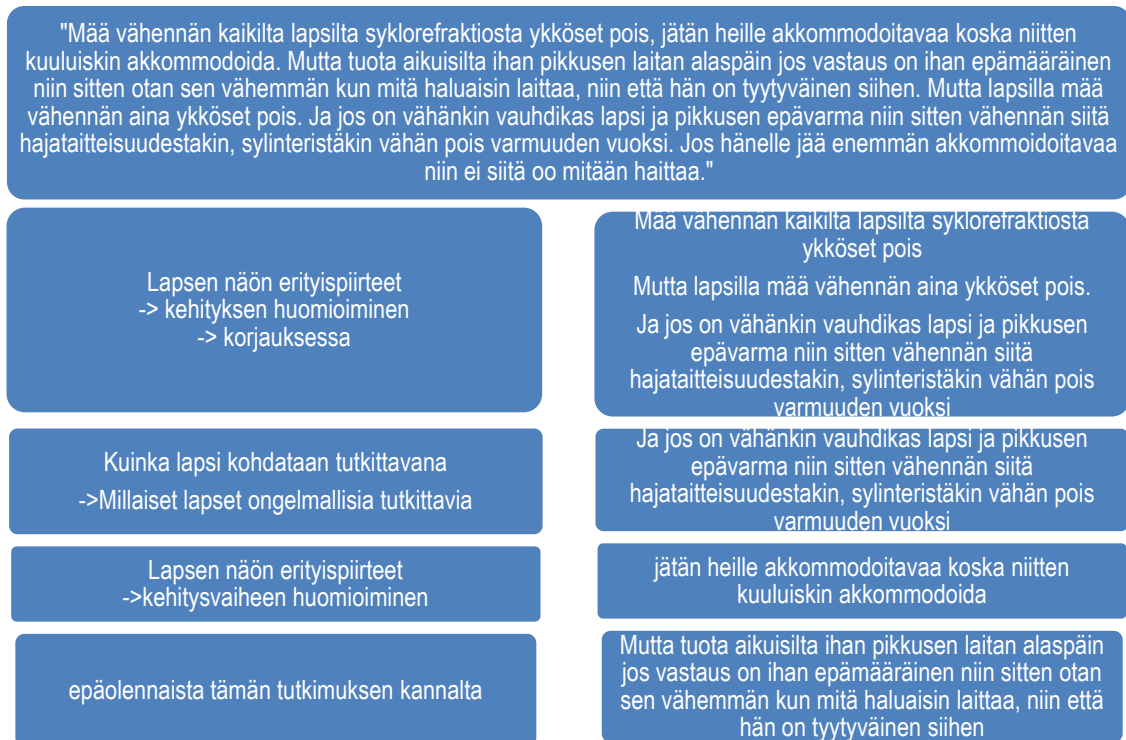 "Mää vähennän kaikilta lapsilta syklorefraktiosta ykköset pois, jätän heille akkommodoitavaa koska niitten
kuuluiskin akkommodoida. Mutta tuota aikuisilta ihan pikkusen laitan alaspäin jos vastaus on ihan epämääräinen
niin sitten otan sen vähemmän kun mitä haluaisin laittaa, niin että hän on tyytyväinen siihen. Mutta lapsilla mää
vähennän aina ykköset pois. Ja jos on vähänkin vauhdikas lapsi ja pikkusen epävarma niin sitten vähennän siitä
hajataitteisuudestakin, sylinteristäkin vähän pois varmuuden vuoksi. Jos hänelle jää enemmän akkommoidoitavaa
niin ei siitä oo mitään haittaa."
Lapsen näön erityispiirteet
-> kehityksen huomioiminen
-> korjauksessa
Mää vähennän kaikilta lapsilta syklorefraktiosta
ykköset pois
Mutta lapsilla mää vähennän aina ykköset pois.
Ja jos on vähänkin vauhdikas lapsi ja pikkusen
epävarma niin sitten vähennän siitä
hajataitteisuudestakin, sylinteristäkin vähän pois
varmuuden vuoksi
Kuinka lapsi kohdataan tutkittavana
->Millaiset lapset ongelmallisia tutkittavia
Ja jos on vähänkin vauhdikas lapsi ja pikkusen
epävarma niin sitten vähennän siitä
hajataitteisuudestakin, sylinteristäkin vähän pois
varmuuden vuoksi
Lapsen näön erityispiirteet
->kehitysvaiheen huomioiminen
jätän heille akkommodoitavaa koska niitten
kuuluiskin akkommodoida
epäolennaista tämän tutkimuksen kannalta
Mutta tuota aikuisilta ihan pikkusen laitan alaspäin
jos vastaus on ihan epämääräinen niin sitten otan
sen vähemmän kun mitä haluaisin laittaa, niin että
hän on tyytyväinen siihen